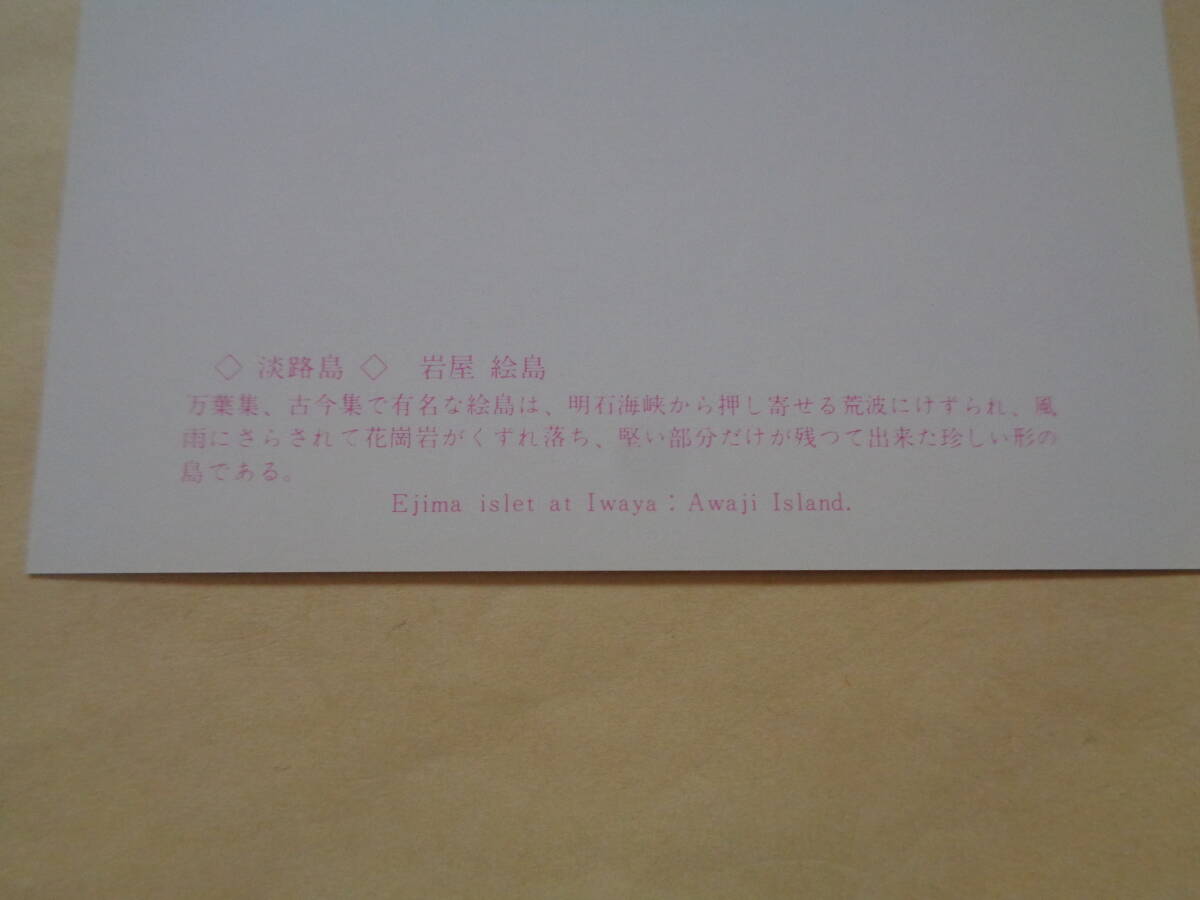 ◇ 淡路島 ◇ 岩屋 絵島
万葉集、古今集で有名な絵島は、明石海峡から押し寄せる荒波にけずられ、風
雨にさらされて花崗岩がくずれ落ち、堅い部分だけが残つて出来た珍しい形の
島である。
Ejima islet at Iwaya : Awaji Island.